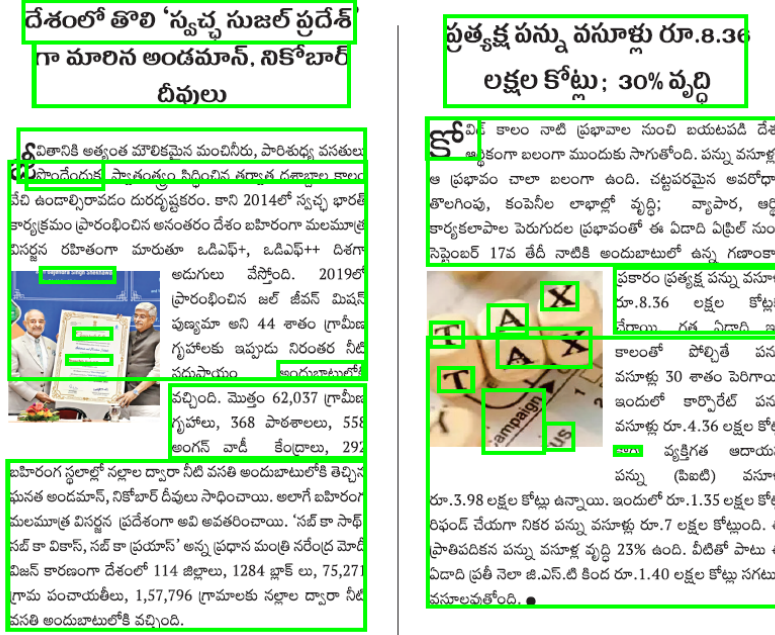 దేశంలో తొలి ‘స్వచ్ఛ సుజల్ ప్రదేశ్’
గా మారిన అండమాన్, నికోబార్
దీవులు
జీవితానికి అత్యంత మౌలికమైన మంచినీరు, పారిశుధ్య వసతులు
పొందేందుకు స్వాతంత్య్రం సిద్ధించిన తర్వాత దశాబ్దాల కాలం
వేచి ఉండాల్సిరావడం దురదృష్టకరం. కాని 2014లో స్వచ్ఛ భారత్
కార్యక్రమం ప్రారంభించిన అనంతరం దేశం బహిరంగ మలమూత్ర
విసర్జన రహితంగా మారుతూ ఒడిఎఫ్+, ఒడిఎఫ్++ దిశగా
అడుగులు వేస్తోంది. 2019లో
ప్రారంభించిన జల్ జీవన్ మిషన్
పుణ్యమా అని 44 శాతం గ్రామీణ
గృహాలకు ఇప్పుడు నిరంతర నీటి
సదుపాయం అందుబాటులోకి
వచ్చింది. మొత్తం 62,037 గ్రామీణ
గృహాలు, 368 పాఠశాలలు, 558
అంగన్ వాడీ కేంద్రాలు, 292
బహిరంగ స్థలాల్లో నల్లాల ద్వారా నీటి వసతి అందుబాటులోకి తెచ్చిన
ఘనత అండమాన్, నికోబార్ దీవులు సాధించాయి. అలాగే బహిరంగ
మలమూత్ర విసర్జన ప్రదేశంగా అవి అవతరించాయి. ‘సబ్ కా సాథ్
సబ్ కా వికాస్, సబ్ కా ప్రయాస్’ అన్న ప్రధాన మంత్రి నరేంద్ర మోదీ
విజన్ కారణంగా దేశంలో 114 జిల్లాలు, 1284 బ్లాక్ లు, 75,271
గ్రామ పంచాయతీలు, 1,57,796 గ్రామాలకు నల్లాల ద్వారా నీటి
వసతి అందుబాటులోకి వచ్చింది.
ప్రత్యక్ష పన్ను వసూళ్లు రూ.8.36
లక్షల కోట్లు; 30% వృద్ధి
కోవిడ్ కాలం నాటి ప్రభావాల నుంచి బయటపడి దేశ
ఆర్థికంగా బలంగా ముందుకు సాగుతోంది. పన్ను వసూళ్ల
ఆ ప్రభావం చాలా బలంగా ఉంది. చట్టపరమైన అవరోధా
తొలగింపు, కంపెనీల లాభాల్లో వృద్ధి; వ్యాపార, ఆర్థి
కార్యకలాపాల పెరుగుదల ప్రభావంతో ఈ ఏడాది ఏప్రిల్ నుం
సెప్టెంబర్ 17వ తేదీ నాటికి అందుబాటులో ఉన్న గణాంకా
ప్రకారం ప్రత్యక్ష పన్ను వసూ
రూ.8.36 లక్షల కోట్ల
చేరాయి. గత ఏడాది ఇ
కాలంతో పోల్చితే పన
వసూళ్లు 30 శాతం పెరిగాయి
ఇందులో కార్పొరేట్ పన
వసూళ్లు రూ.4.36 లక్షల కోట
కాగా వ్యక్తిగత ఆదాయ
పన్ను (పిఐటి) వసూ
రూ.3.98 లక్షల కోట్లు ఉన్నాయి. ఇందులో రూ.1.35 లక్షల కోట
రిఫండ్ చేయగా నికర పన్ను వసూళ్లు రూ.7 లక్షల కోట్లుంది. ఈ
ప్రాతిపదికన పన్ను వసూళ్ల వృద్ధి 23% ఉంది. వీటితో పాటు ఈ
ఏడాది ప్రతీ నెలా జి.ఎస్.టి కింద రూ.1.40 లక్షల కోట్లు సగటు
వసూలవుతోంది.
T A X
T A X
ampaign
us